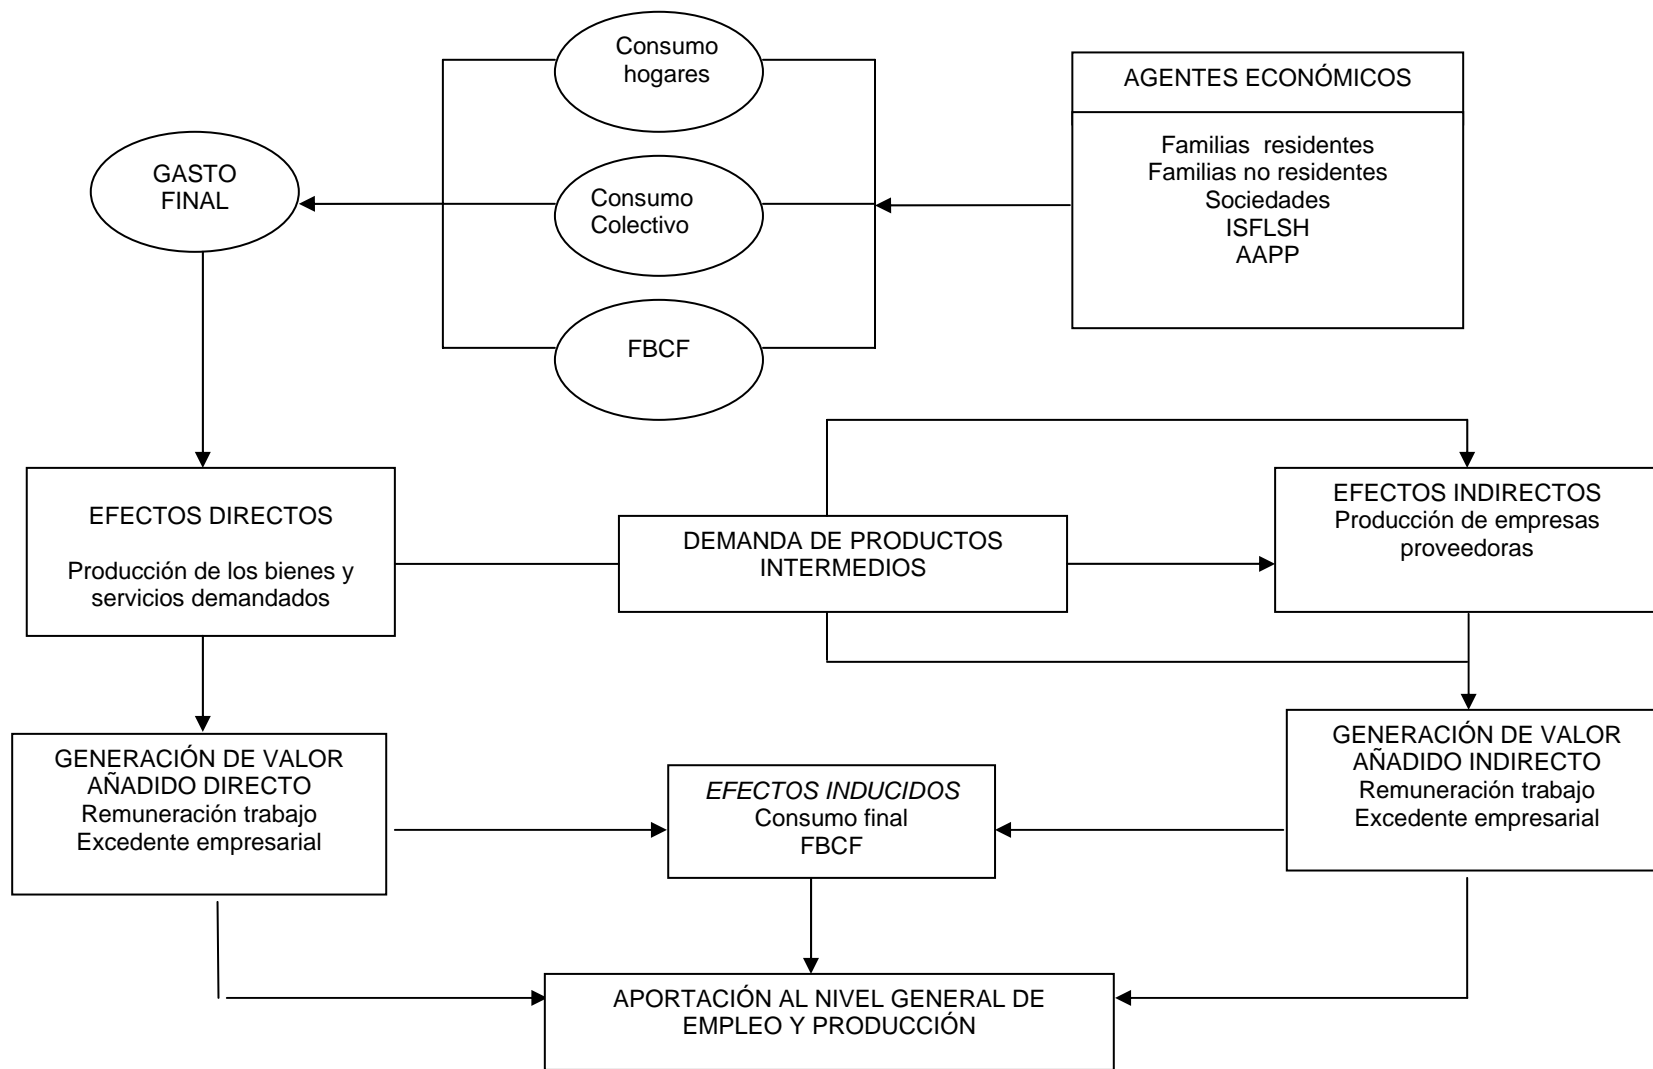 Consumo
hogares
AGENTES ECONÓMICOS
Familias residentes
Familias no residentes
Sociedades
ISFLSH
AAPP
GASTO
FINAL
Consumo
Colectivo
FBCF
EFECTOS DIRECTOS
Producción de los bienes y
servicios demandados
DEMANDA DE PRODUCTOS
INTERMEDIOS
EFECTOS INDIRECTOS
Producción de empresas
proveedoras
GENERACIÓN DE VALOR
AÑADIDO DIRECTO
Remuneración trabajo
Excedente empresarial
EFECTOS INDUCIDOS
Consumo final
FBCF
GENERACIÓN DE VALOR
AÑADIDO INDIRECTO
Remuneración trabajo
Excedente empresarial
APORTACIÓN AL NIVEL GENERAL DE
EMPLEO Y PRODUCCIÓN